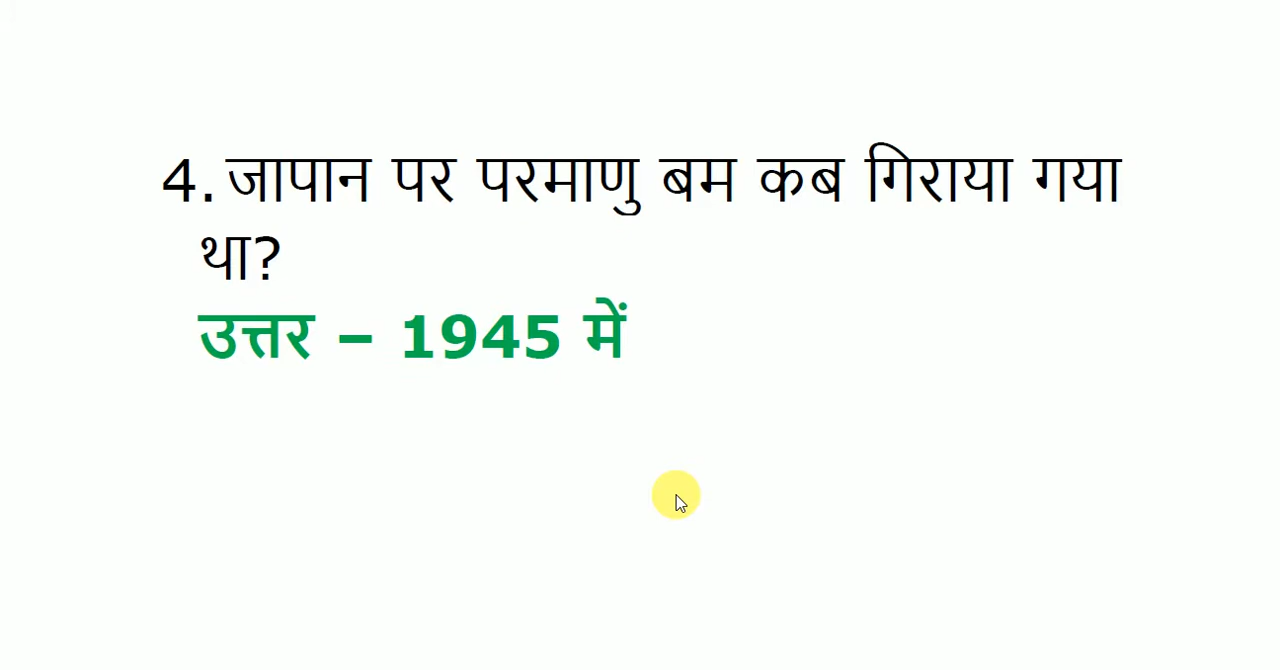 4. जापान पर परमाणु बम कब गिराया गया
था?
उत्तर – 1945 में